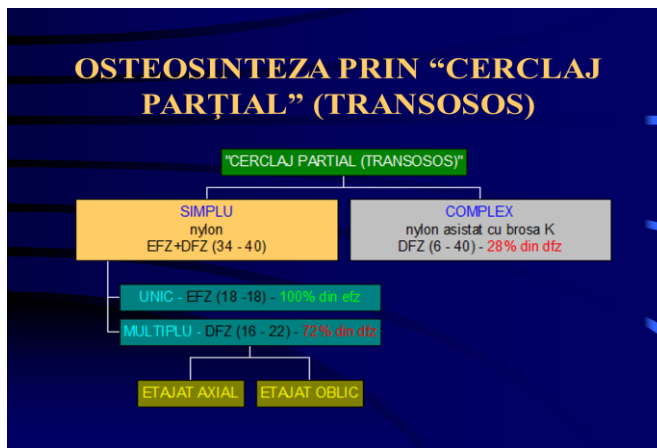 OSTEOSINTEZA PRIN “CERCLAJ
PARŢIAL” (TRANSOSOS)
"CERCLAJ PARTIAL (TRANSOSOS)"
SIMPLU
nylon
EFZ+DFZ (34 - 40)
COMPLEX
nylon asistat cu brosa K
DFZ (6 - 40) - 28% din dfz
UNIC - EFZ (18 -18) - 100% din efz
MULTIPLU - DFZ (16 - 22) - 72% din dfz
ETAJAT AXIAL
ETAJAT OBLIC